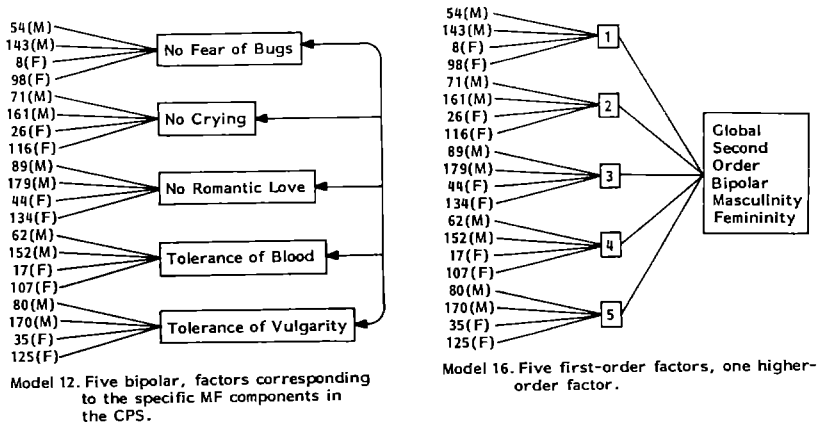 54(M)
143(M)
8(F)
98(F)
No Fear of Bugs
71(M)
161(M)
26(F)
116(F)
No Crying
89(M)
179(M)
44(F)
134(F)
No Romantic Love
62(M)
152(M)
17(F)
107(F)
Tolerance of Blood
80(M)
170(M)
35(F)
125(F)
Tolerance of Vulgarity
Model 12. Five bipolar, factors corresponding
to the specific MF components in
the CPS.
54(M)
143(M)
8(F)
98(F)
1
71(M)
161(M)
26(F)
116(F)
2
89(M)
179(M)
44(F)
134(F)
3
62(M)
152(M)
17(F)
107(F)
4
80(M)
170(M)
35(F)
125(F)
5
Global
Second
Order
Bipolar
Masculinity
Femininity
Model 16. Five first-order factors, one higher-
order factor.